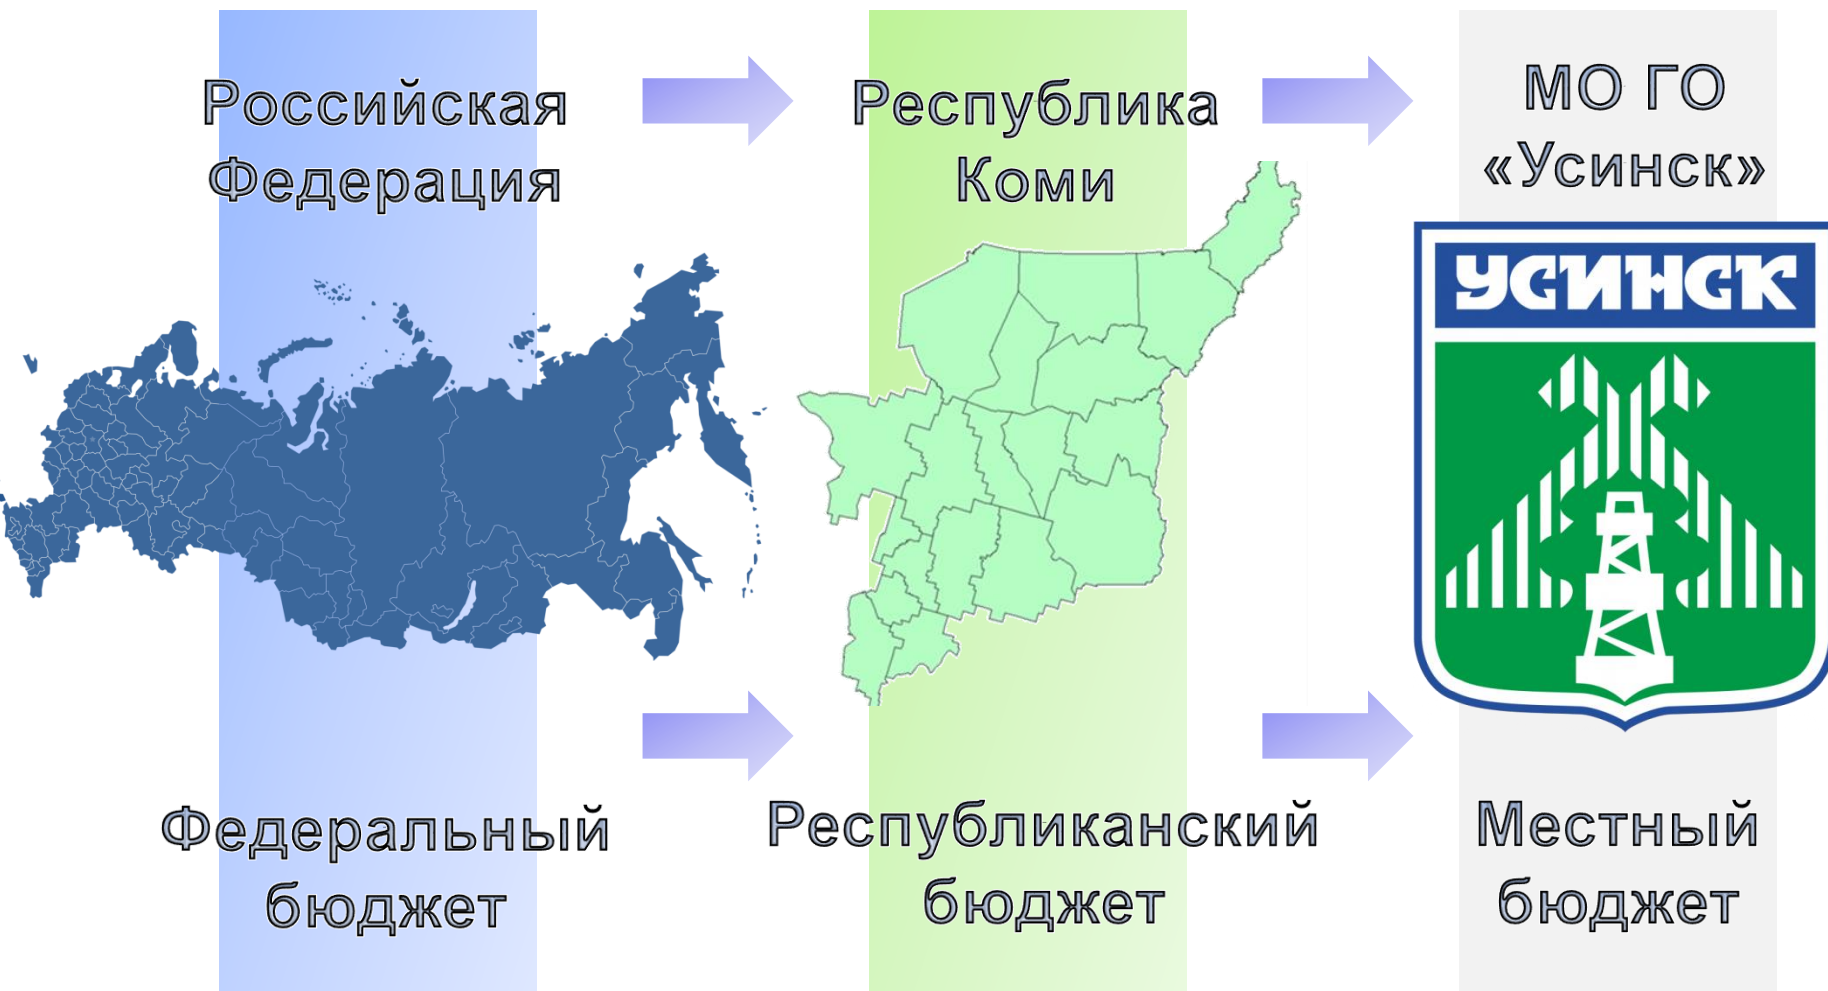 Российская
Федерация
Республика
Коми
МО ГО
«Усинск»
УСИНСК
Федеральный
бюджет
Республиканский
бюджет
Местный
бюджет